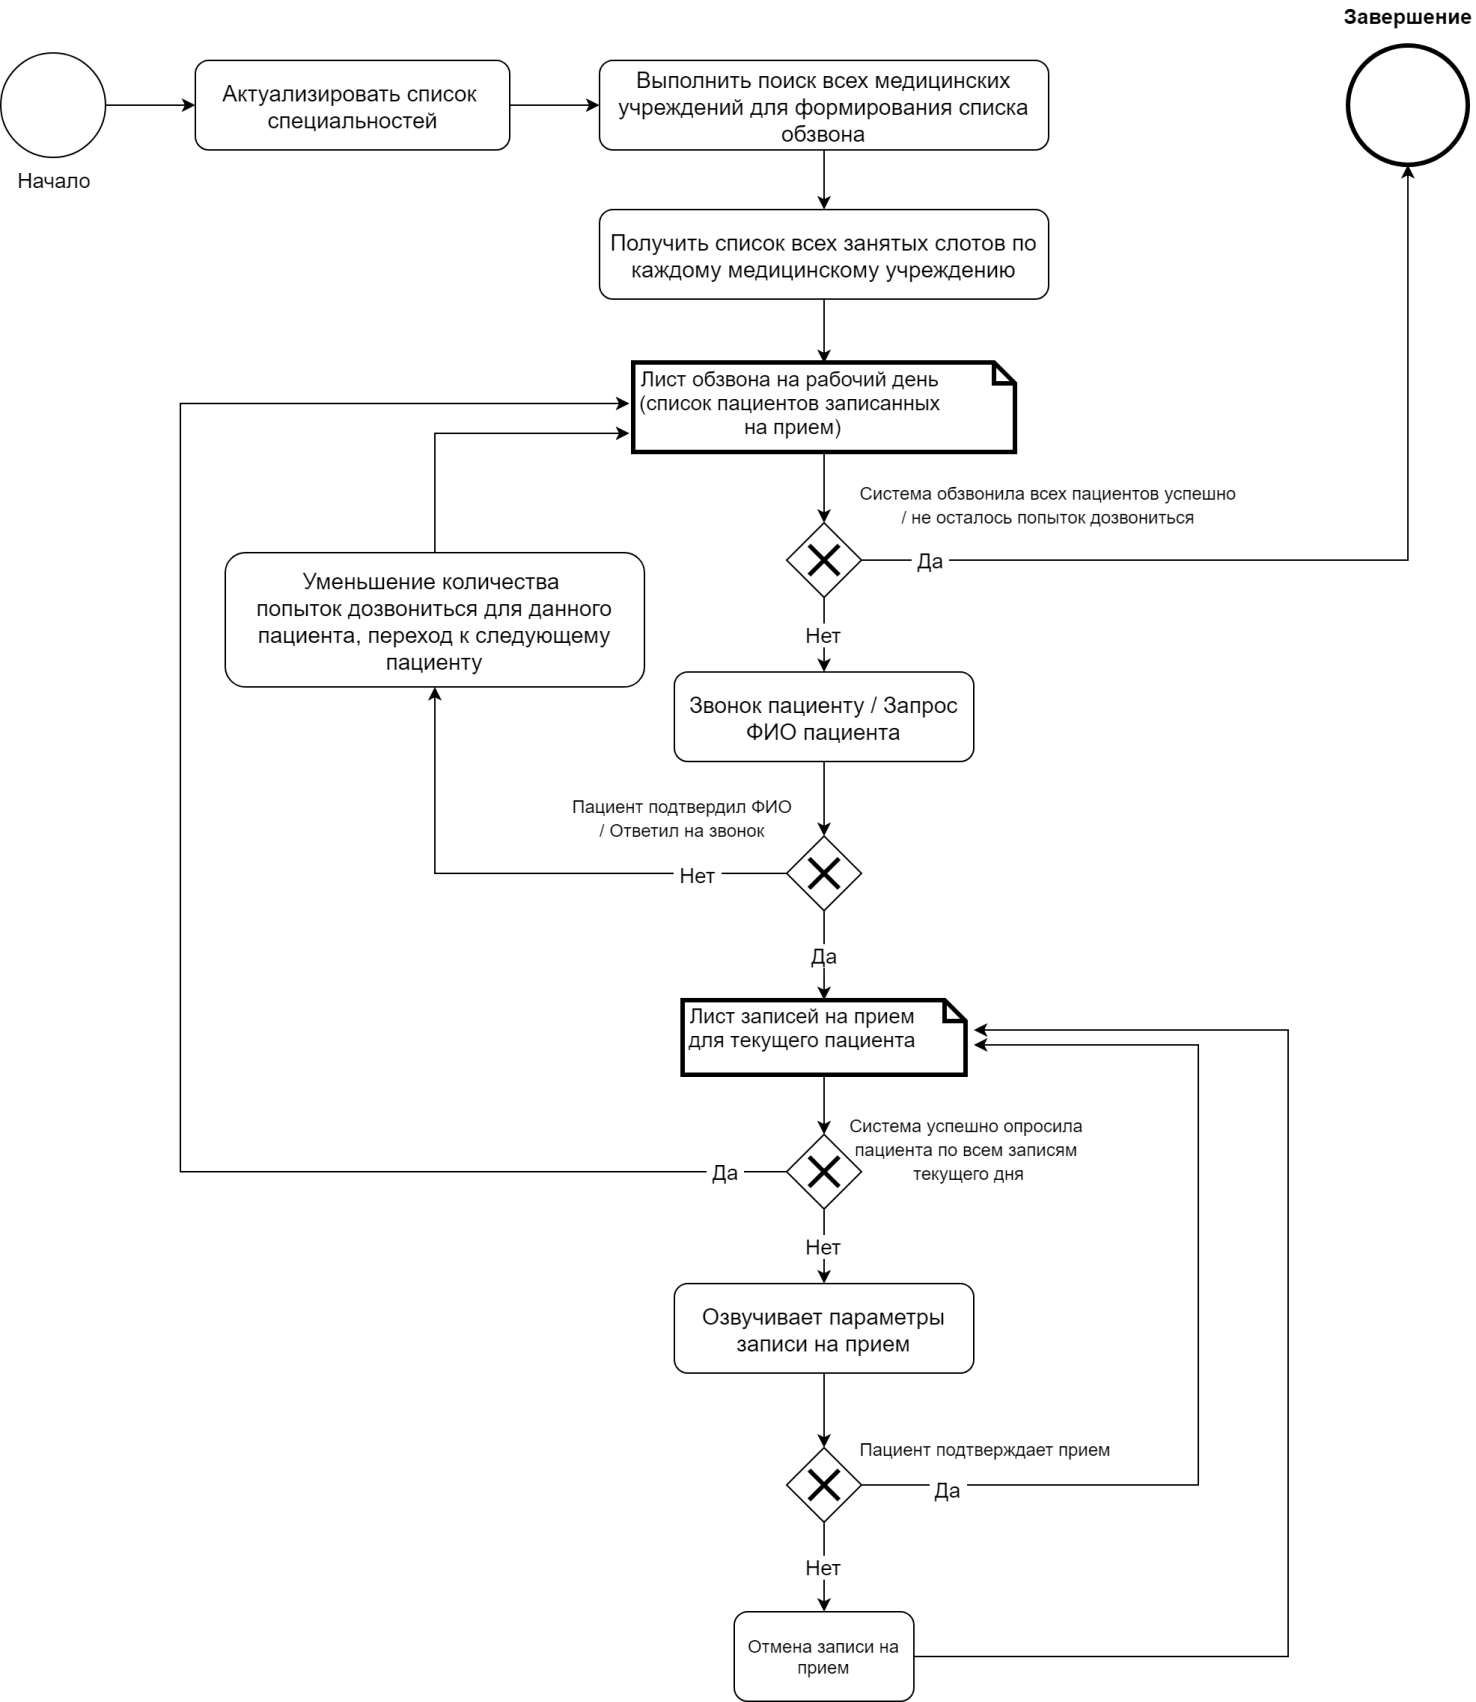 Завершение
Начало
Актуализировать список
специальностей
Выполнить поиск всех медицинских
учреждений для формирования списка
обзвона
Получить список всех занятых слотов по
каждому медицинскому учреждению
Лист обзвона на рабочий день
(список пациентов записанных
на прием)
Система обзвонила всех пациентов успешно
/ не осталось попыток дозвониться
Да
Нет
Уменьшение количества
попыток дозвониться для данного
пациента, переход к следующему
пациенту
Звонок пациенту / Запрос
ФИО пациента
Пациент подтвердил ФИО
/ Ответил на звонок
Нет
Да
Лист записей на прием
для текущего пациента
Система успешно опросила
пациента по всем записям
текущего дня
Да
Нет
Озвучивает параметры
записи на прием
Пациент подтверждает прием
Да
Нет
Отмена записи на
прием